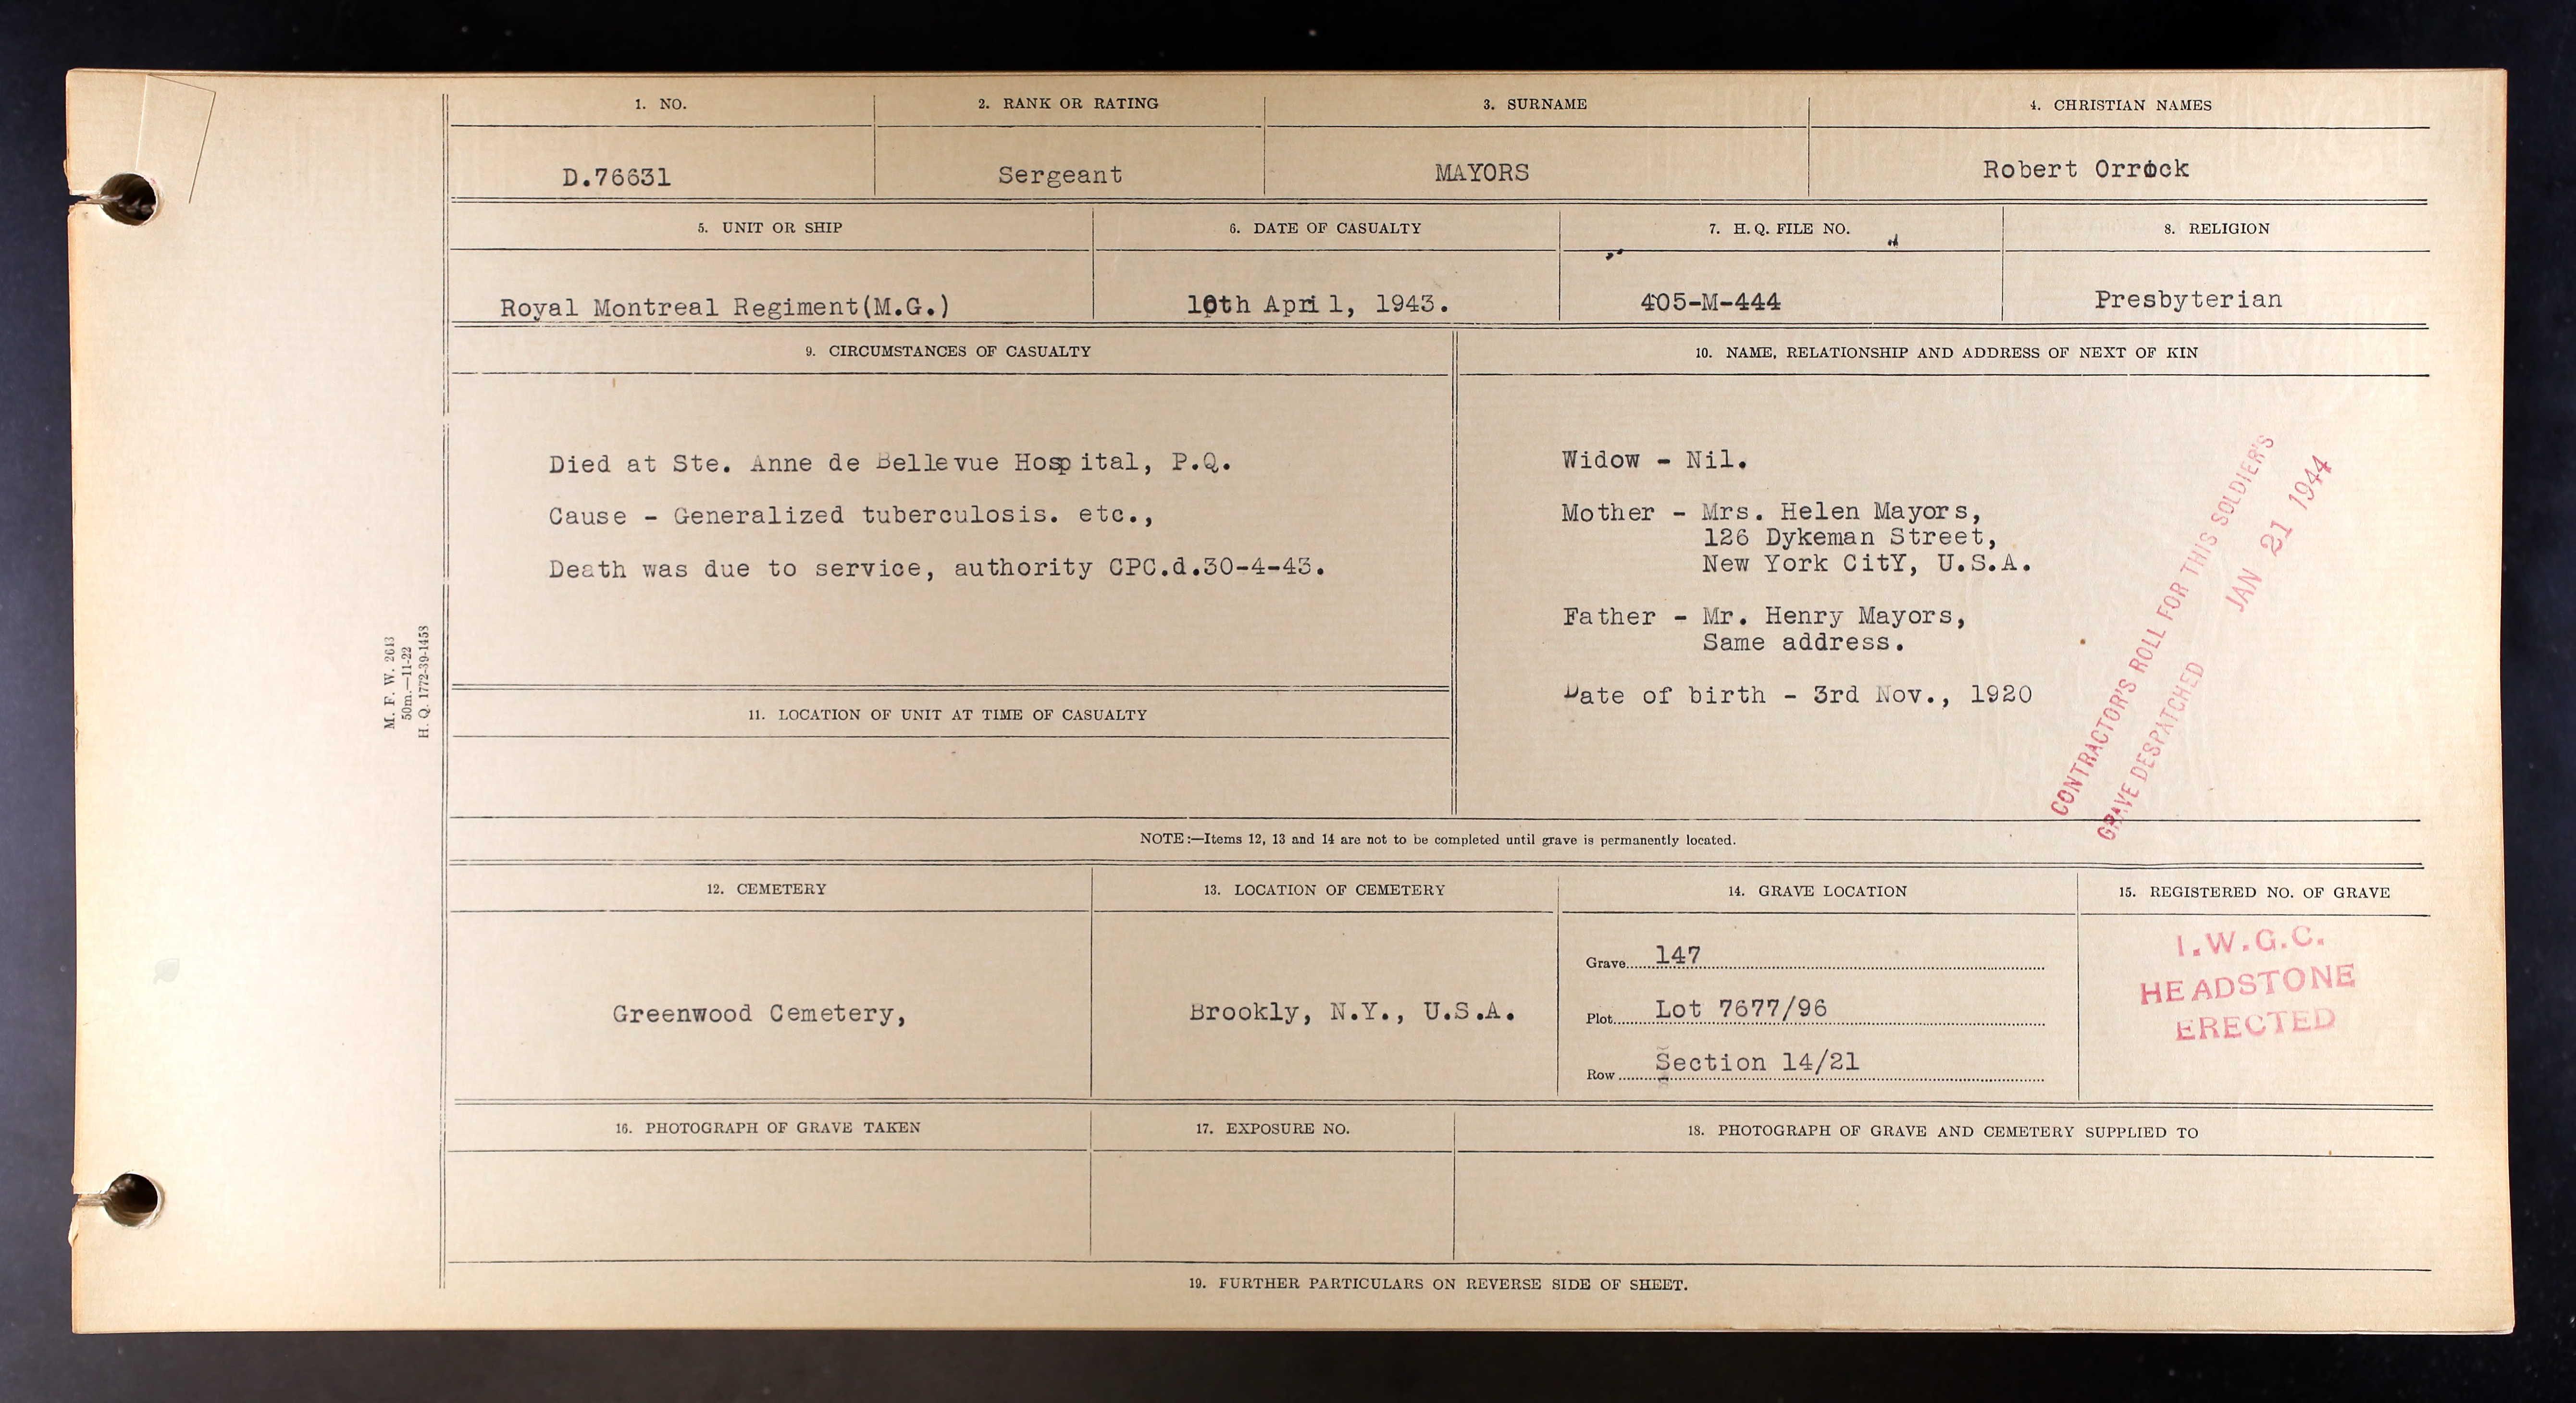 1. NO.
2. RANK OR RATING
3. SURNAME
4. CHRISTIAN NAMES
D.76631
Sergeant
MAYORS
Robert Orrock
5. UNIT OR SHIP
6. DATE OF CASUALTY
7. H.Q. FILE NO.
8. RELIGION
Royal Montreal Regiment(M.G.)
10th April, 1943.
405-M-444
Presbyterian
9. CIRCUMSTANCES OF CASUALTY
Died at Ste. Anne de Bellevue Hospital, P.Q.
Cause - Generalized tuberculosis. etc.,
Death was due to service, authority CPC.d.30-4-43.
10. NAME, RELATIONSHIP AND ADDRESS OF NEXT OF KIN
Widow - Nil.
Mother - Mrs. Helen Mayors,
126 Dykeman Street,
New York CitY, U.S.A.
Father - Mr. Henry Mayors,
Same address.
Date of birth - 3rd Nov., 1920
CONTRACTOR'S ROLL FOR THIS SOLDIER'S
GRAVE DESPATCHED JAN 21 1944
M. F. W. 2613
50m.—11-22
H. Q. 1772-39-1453
11. LOCATION OF UNIT AT TIME OF CASUALTY
NOTE:—Items 12, 13 and 14 are not to be completed until grave is permanently located.
12. CEMETERY
13. LOCATION OF CEMETERY
14. GRAVE LOCATION
15. REGISTERED NO. OF GRAVE
Greenwood Cemetery,
Brookly, N.Y., U.S.A.
Grave 147
Plot Lot 7677/96
Row Section 14/21
I.W.G.C.
HEADSTONE
ERECTED
16. PHOTOGRAPH OF GRAVE TAKEN
17. EXPOSURE NO.
18. PHOTOGRAPH OF GRAVE AND CEMETERY SUPPLIED TO
19. FURTHER PARTICULARS ON REVERSE SIDE OF SHEET.